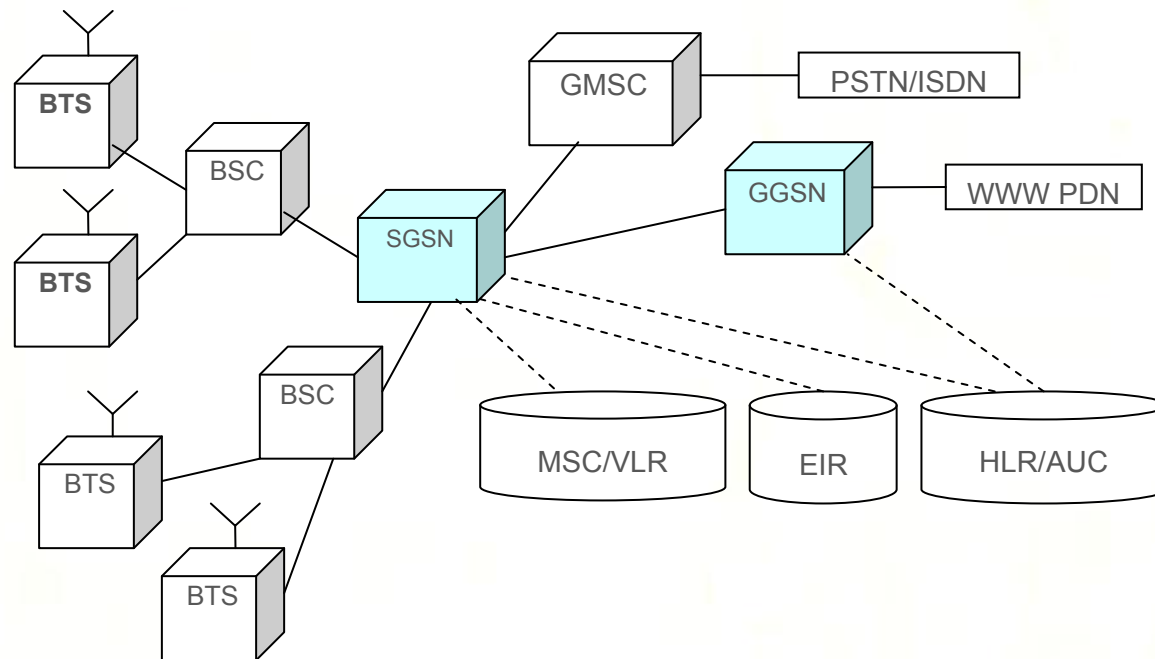 BTS
GMSC
PSTN/ISDN
BSC
GGSN
WWW PDN
SGSN
BTS
BSC
MSC/VLR
EIR
HLR/AUC
BTS
BTS